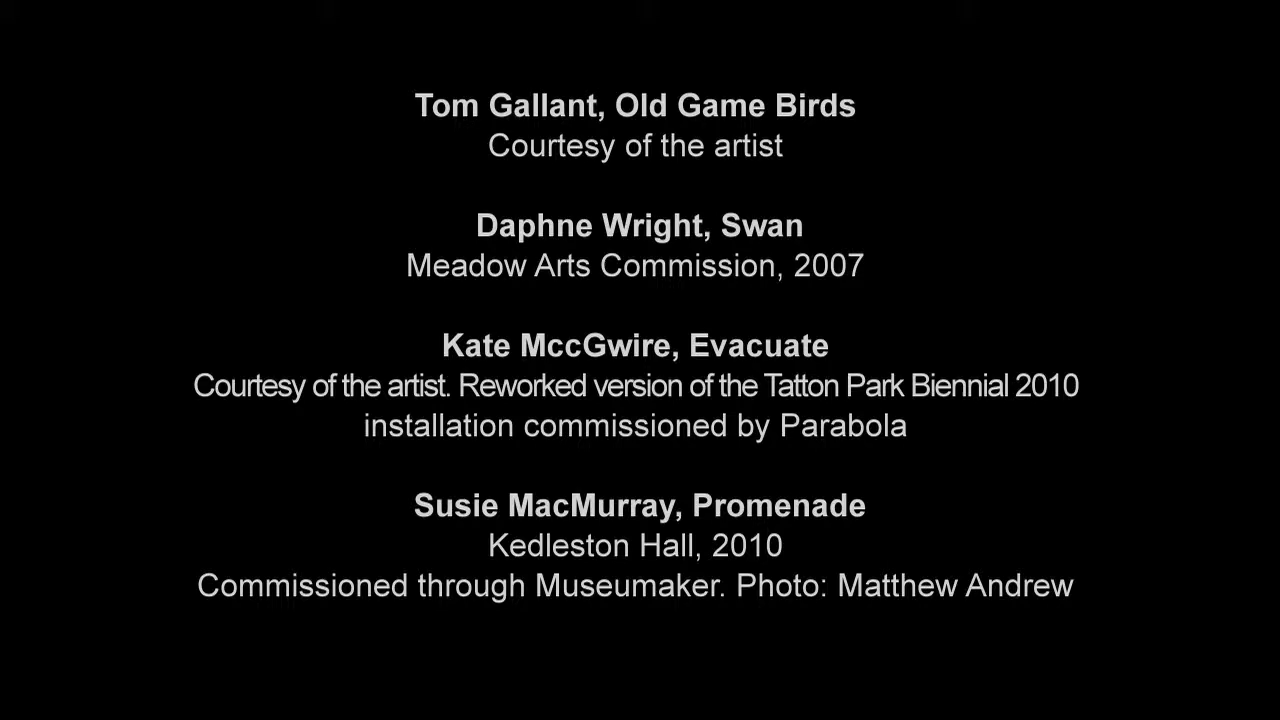 Tom Gallant, Old Game Birds
Courtesy of the artist
Daphne Wright, Swan
Meadow Arts Commission, 2007
Kate MccGwire, Evacuate
Courtesy of the artist. Reworked version of the Tatton Park Biennial 2010
installation commissioned by Parabola
Susie MacMurray, Promenade
Kedleston Hall, 2010
Commissioned through Museumaker. Photo: Matthew Andrew